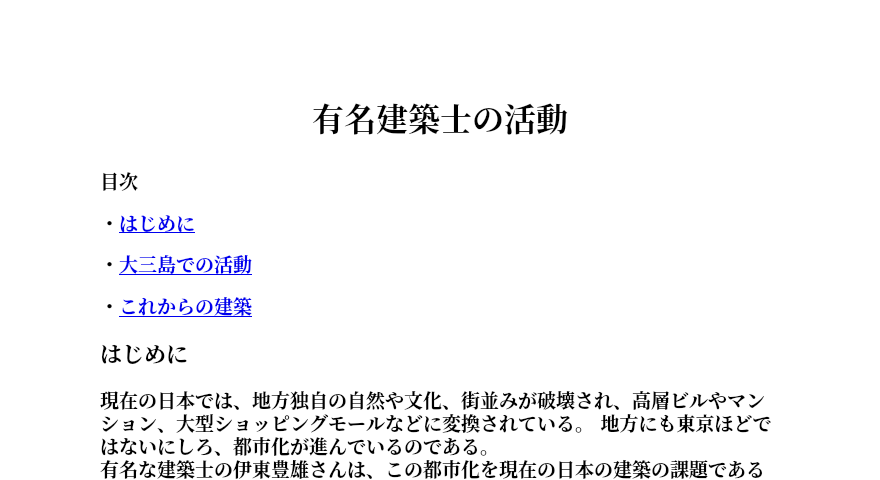 有名建築士の活動
目次
・はじめに
・大三島での活動
・これからの建築
はじめに
現在の日本では、地方独自の自然や文化、街並みが破壊され、高層ビルやマン
ション、大型ショッピングモールなどに変換されている。 地方にも東京ほどで
はないにしろ、都市化が進んでいるのである。
有名な建築士の伊東豊雄さんは、この都市化を現在の日本の建築の課題である